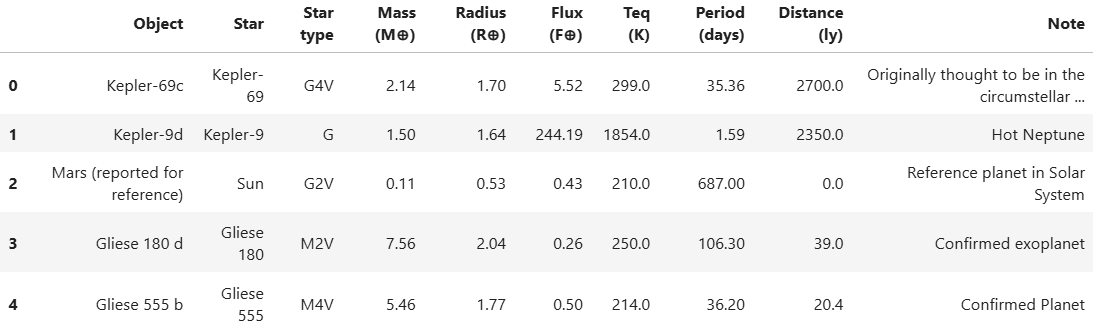 Object Star Star type Mass (M⊕) Radius (R⊕) Flux (F⊕) Teq (K) Period (days) Distance (ly) Note
0 Kepler-69c Kepler-69 G4V 2.14 1.70 5.52 299.0 35.36 2700.0 Originally thought to be in the circumstellar ...
1 Kepler-9d Kepler-9 G 1.50 1.64 244.19 1854.0 1.59 2350.0 Hot Neptune
2 Mars (reported for reference) Sun G2V 0.11 0.53 0.43 210.0 687.00 0.0 Reference planet in Solar System
3 Gliese 180 d Gliese 180 M2V 7.56 2.04 0.26 250.0 106.30 39.0 Confirmed exoplanet
4 Gliese 555 b Gliese 555 M4V 5.46 1.77 0.50 214.0 36.20 20.4 Confirmed Planet